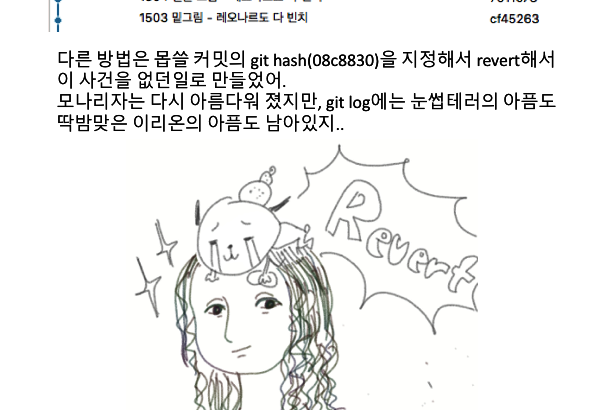 1503 밑그림 - 레오나르도 다 빈치 cf45263
다른 방법은 몹쓸 커밋의 git hash(08c8830)을 지정해서 revert해서
이 사건을 없던일로 만들었어.
모나리자는 다시 아름다워 졌지만, git log에는 눈썹테러의 아픔도
딱밤맞은 이리온의 아픔도 남아있지..
Revert